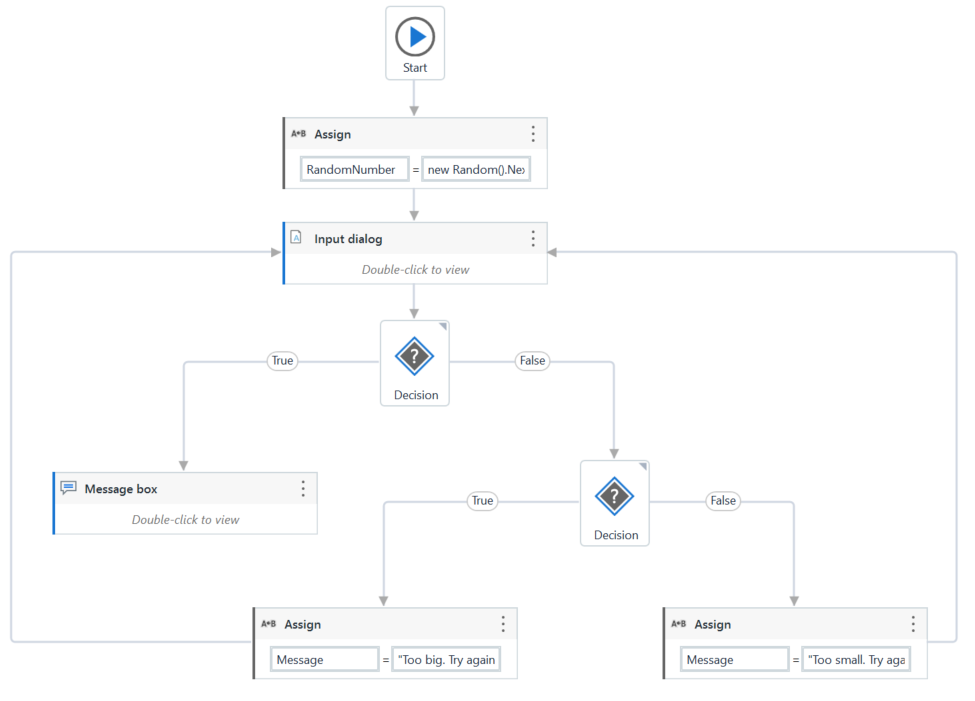 Start
A*B Assign
RandomNumber = new Random().Nex
Input dialog
Double-click to view
True
False
Decision
Message box
Double-click to view
True
False
Decision
A*B Assign
Message = "Too big. Try again
A*B Assign
Message = "Too small. Try aga